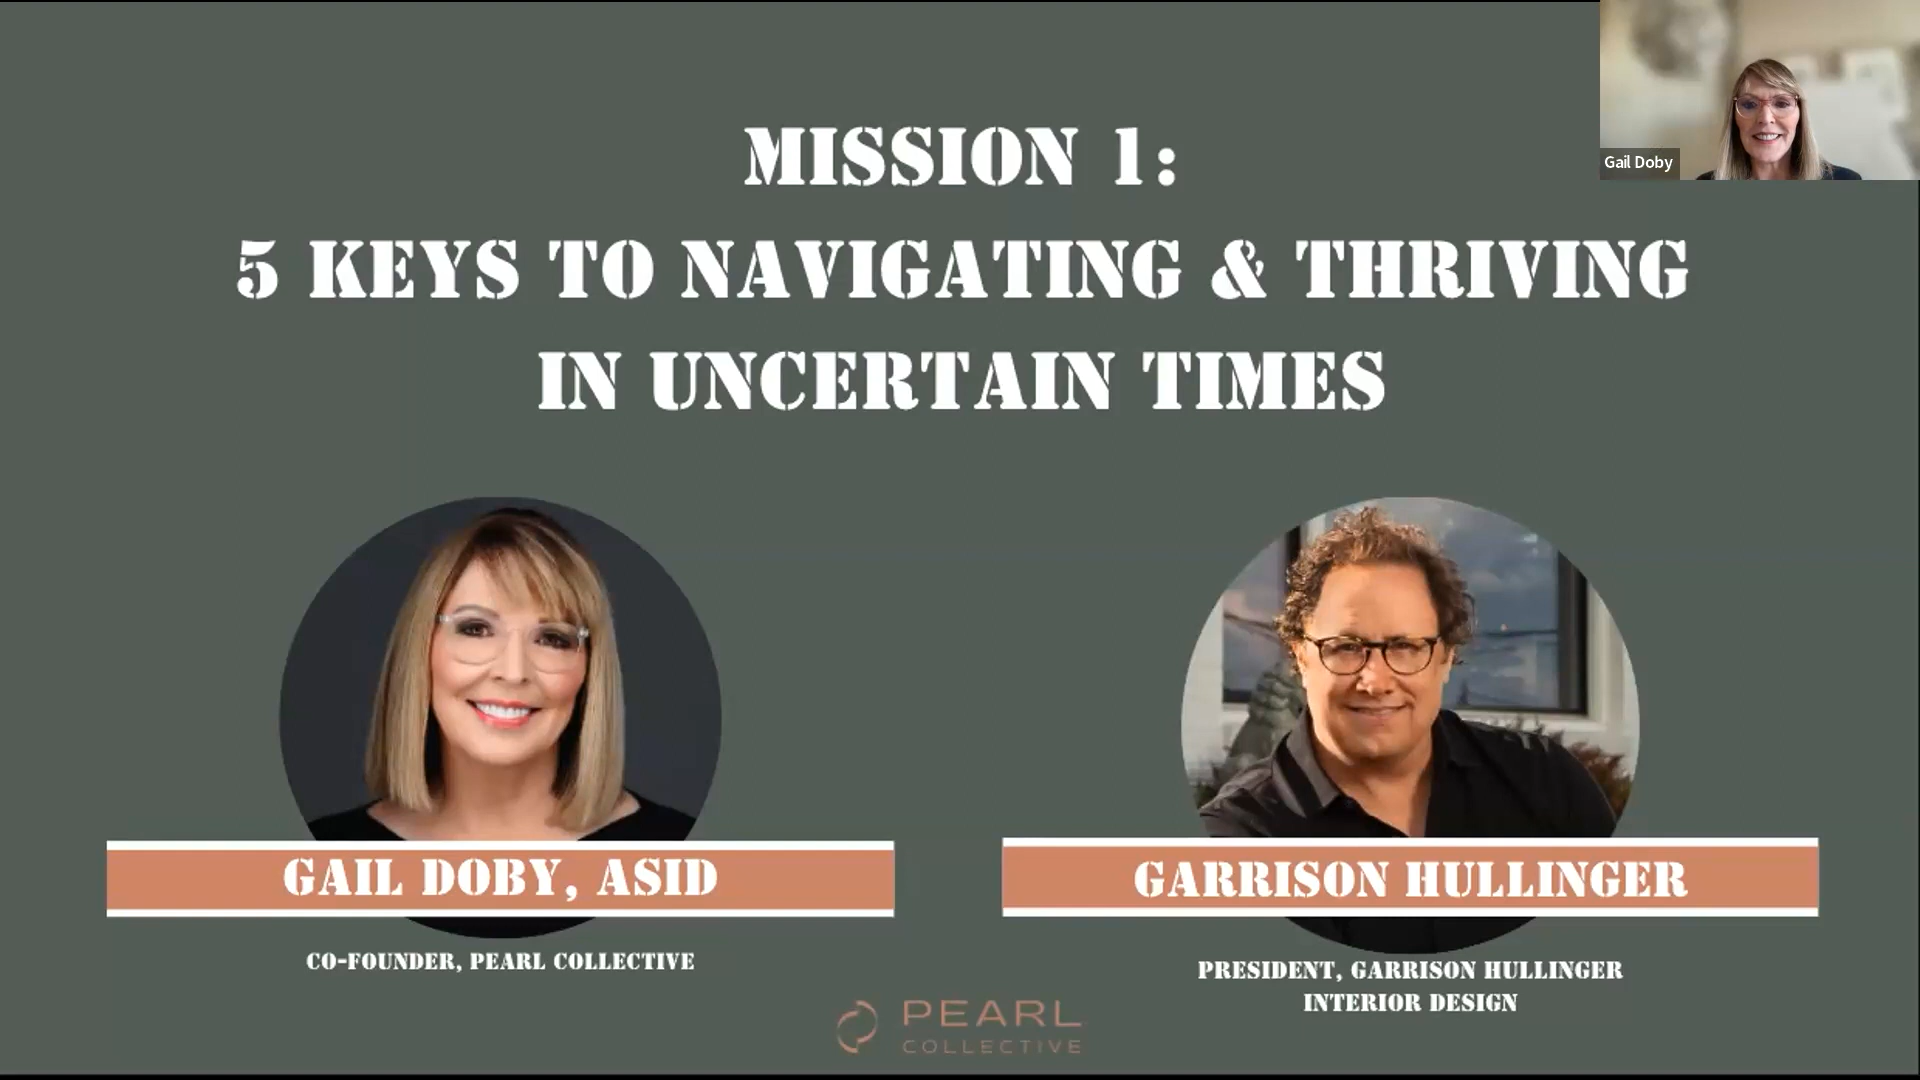 Gail Doby
MISSION 1:
5 KEYS TO NAVIGATING & THRIVING
IN UNCERTAIN TIMES
GAIL DOBY, ASID
CO-FOUNDER, PEARL COLLECTIVE
GARRISON HULLINGER
PRESIDENT, GARRISON HULLINGER
INTERIOR DESIGN
PEARL
COLLECTIVE